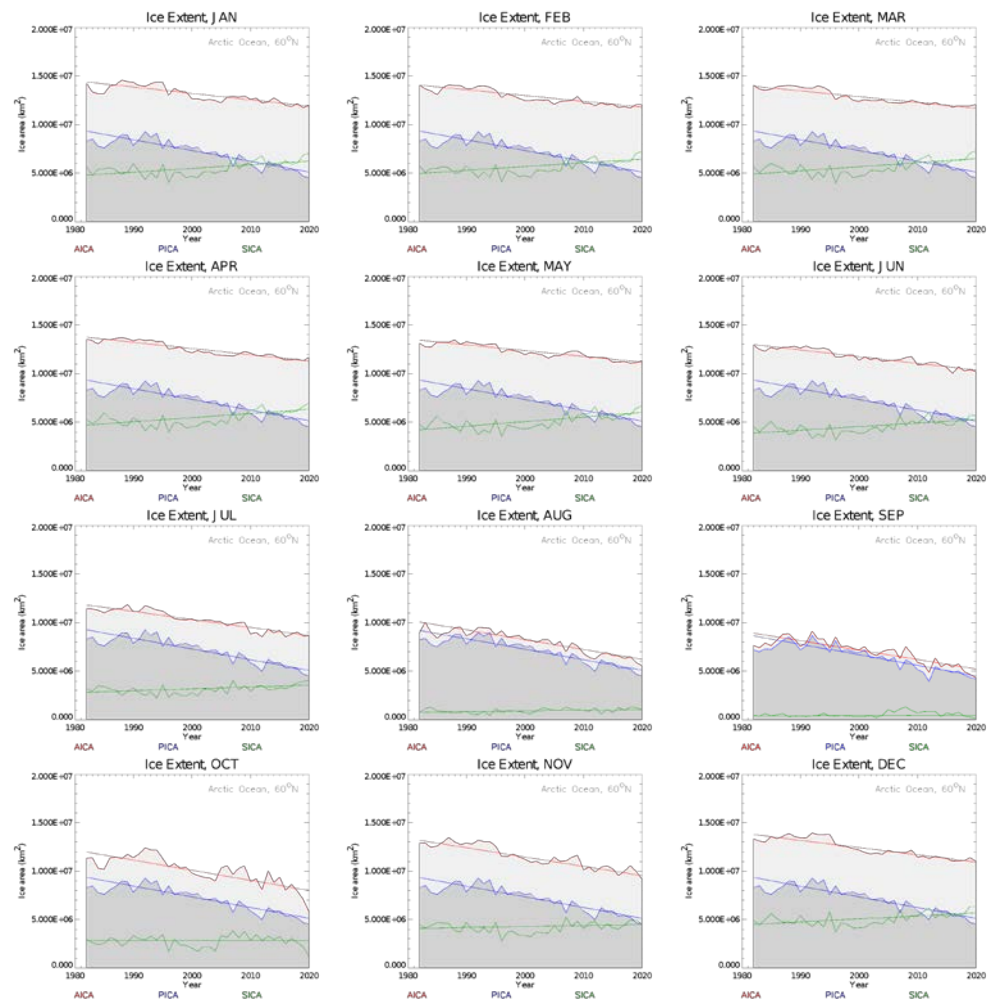 Ice Extent, JAN
2.000E+07
Arctic Ocean, 60°N
1.500E+07
1.000E+07
5.000E+06
0.000
Ice area (km²)
1980 1990 2000 2010 2020
Year
AICA PICA SICA
Ice Extent, FEB
2.000E+07
Arctic Ocean, 60°N
1.500E+07
1.000E+07
5.000E+06
0.000
Ice area (km²)
1980 1990 2000 2010 2020
Year
AICA PICA SICA
Ice Extent, MAR
2.000E+07
Arctic Ocean, 60°N
1.500E+07
1.000E+07
5.000E+06
0.000
Ice area (km²)
1980 1990 2000 2010 2020
Year
AICA PICA SICA
Ice Extent, APR
2.000E+07
Arctic Ocean, 60°N
1.500E+07
1.000E+07
5.000E+06
0.000
Ice area (km²)
1980 1990 2000 2010 2020
Year
AICA PICA SICA
Ice Extent, MAY
2.000E+07
Arctic Ocean, 60°N
1.500E+07
1.000E+07
5.000E+06
0.000
Ice area (km²)
1980 1990 2000 2010 2020
Year
AICA PICA SICA
Ice Extent, JUN
2.000E+07
Arctic Ocean, 60°N
1.500E+07
1.000E+07
5.000E+06
0.000
Ice area (km²)
1980 1990 2000 2010 2020
Year
AICA PICA SICA
Ice Extent, JUL
2.000E+07
Arctic Ocean, 60°N
1.500E+07
1.000E+07
5.000E+06
0.000
Ice area (km²)
1980 1990 2000 2010 2020
Year
AICA PICA SICA
Ice Extent, AUG
2.000E+07
Arctic Ocean, 60°N
1.500E+07
1.000E+07
5.000E+06
0.000
Ice area (km²)
1980 1990 2000 2010 2020
Year
AICA PICA SICA
Ice Extent, SEP
2.000E+07
Arctic Ocean, 60°N
1.500E+07
1.000E+07
5.000E+06
0.000
Ice area (km²)
1980 1990 2000 2010 2020
Year
AICA PICA SICA
Ice Extent, OCT
2.000E+07
Arctic Ocean, 60°N
1.500E+07
1.000E+07
5.000E+06
0.000
Ice area (km²)
1980 1990 2000 2010 2020
Year
AICA PICA SICA
Ice Extent, NOV
2.000E+07
Arctic Ocean, 60°N
1.500E+07
1.000E+07
5.000E+06
0.000
Ice area (km²)
1980 1990 2000 2010 2020
Year
AICA PICA SICA
Ice Extent, DEC
2.000E+07
Arctic Ocean, 60°N
1.500E+07
1.000E+07
5.000E+06
0.000
Ice area (km²)
1980 1990 2000 2010 2020
Year
AICA PICA SICA